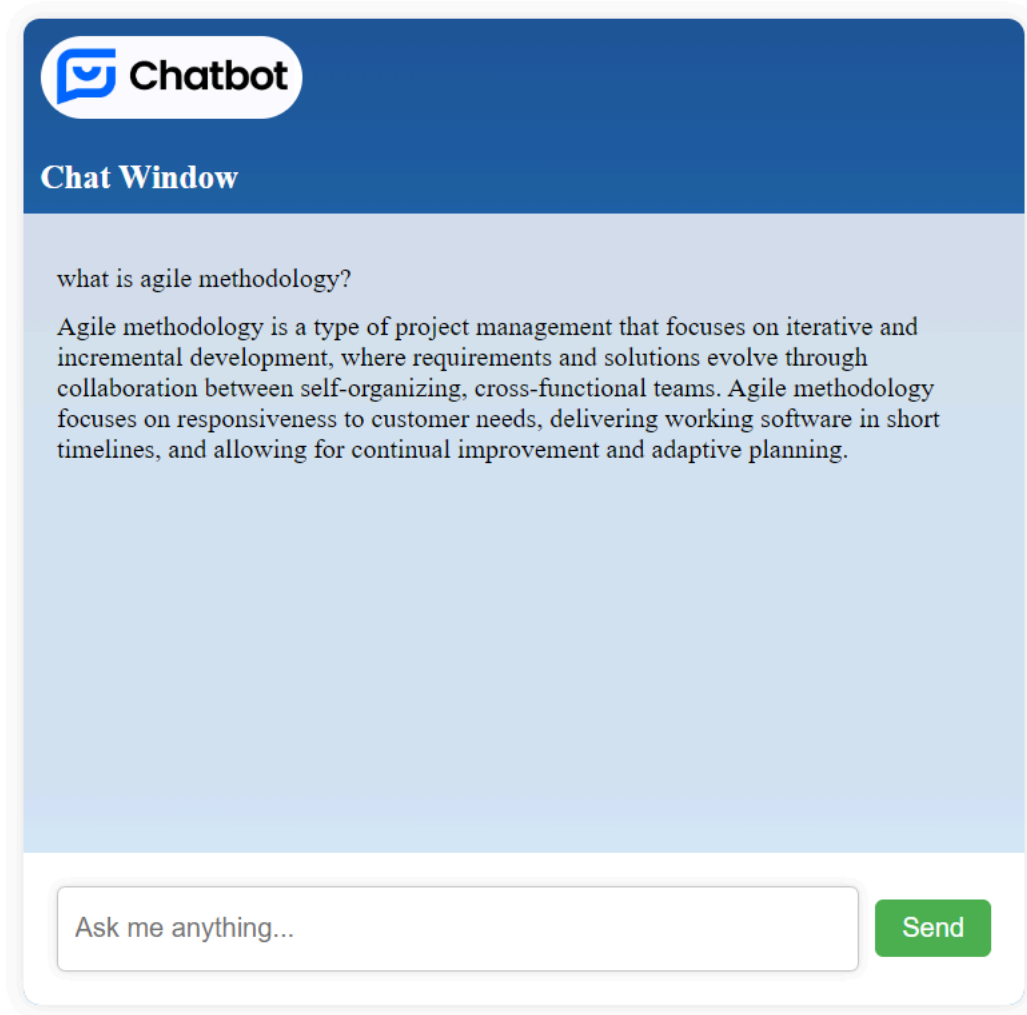 Chatbot
Chat Window
what is agile methodology?
Agile methodology is a type of project management that focuses on iterative and
incremental development, where requirements and solutions evolve through
collaboration between self-organizing, cross-functional teams. Agile methodology
focuses on responsiveness to customer needs, delivering working software in short
timelines, and allowing for continual improvement and adaptive planning.
Ask me anything...
Send